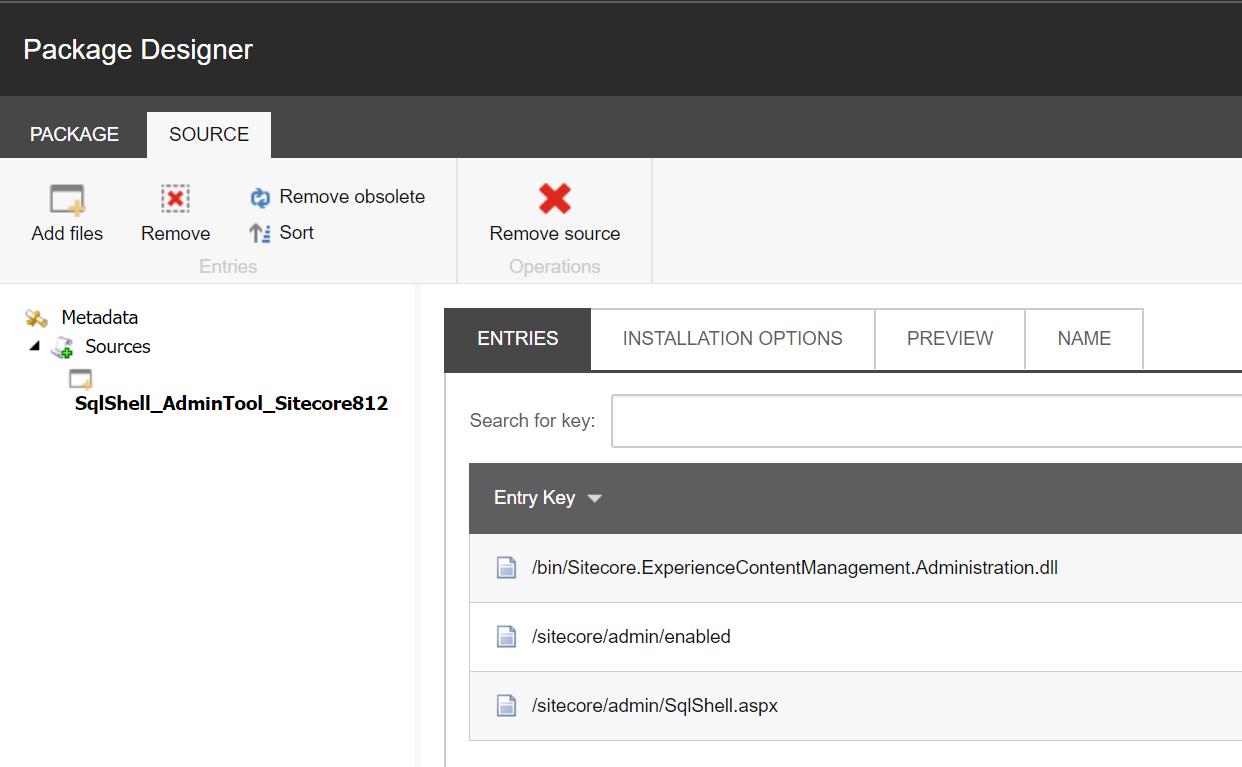 Package Designer
PACKAGE
SOURCE
Add files
Remove
Remove obsolete
Sort
Entries
Remove source
Operations
Metadata
Sources
SqlShell_AdminTool_Sitecore812
ENTRIES
INSTALLATION OPTIONS
PREVIEW
NAME
Search for key:
Entry Key
/bin/Sitecore.ExperienceContentManagement.Administration.dll
/sitecore/admin/enabled
/sitecore/admin/SqlShell.aspx